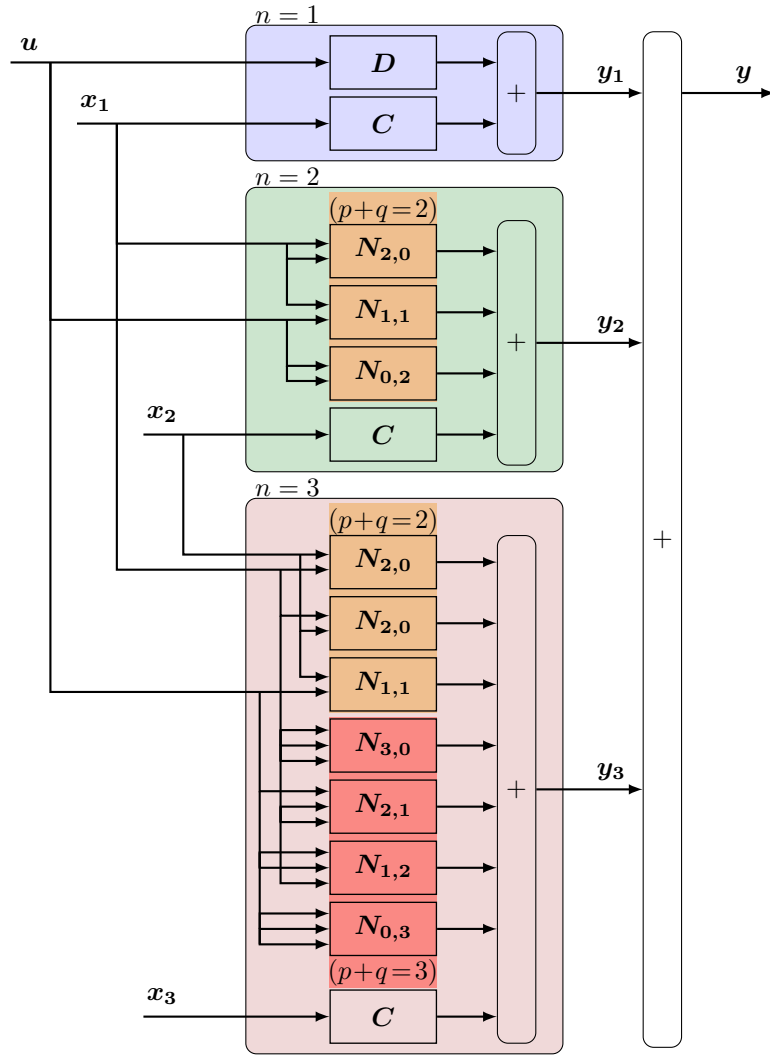 n = 1
u
D
y₁
y
x₁
C
+
n = 2
(p+q=2)
N₂,₀
N₁,₁
+
y₂
N₀,₂
x₂
C
n = 3
(p+q=2)
N₂,₀
+
N₂,₀
N₁,₁
N₃,₀
+
y₃
N₂,₁
N₁,₂
N₀,₃
(p+q=3)
x₃
C